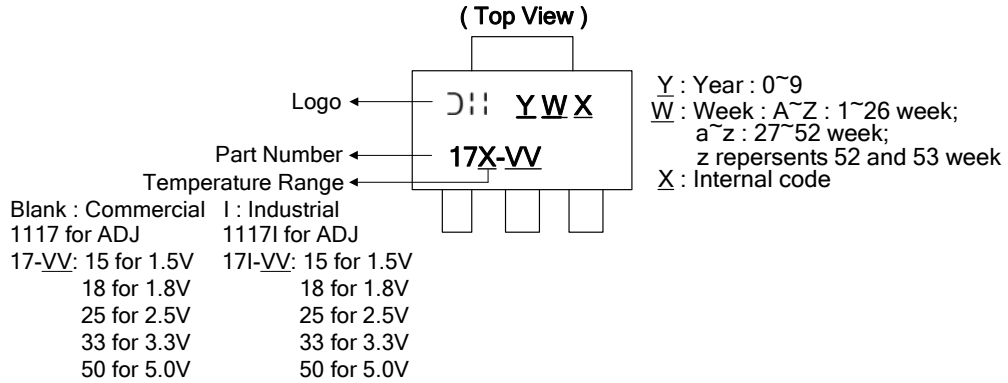 ( Top View )
Logo
Y W X
Y : Year : 0~9
W : Week : A~Z : 1~26 week;
a~z : 27~52 week;
z repersents 52 and 53 week
X : Internal code
Part Number
17X-VV
Temperature Range
Blank : Commercial I : Industrial
1117 for ADJ 1117I for ADJ
17-VV: 15 for 1.5V 17I-VV: 15 for 1.5V
18 for 1.8V 18 for 1.8V
25 for 2.5V 25 for 2.5V
33 for 3.3V 33 for 3.3V
50 for 5.0V 50 for 5.0V